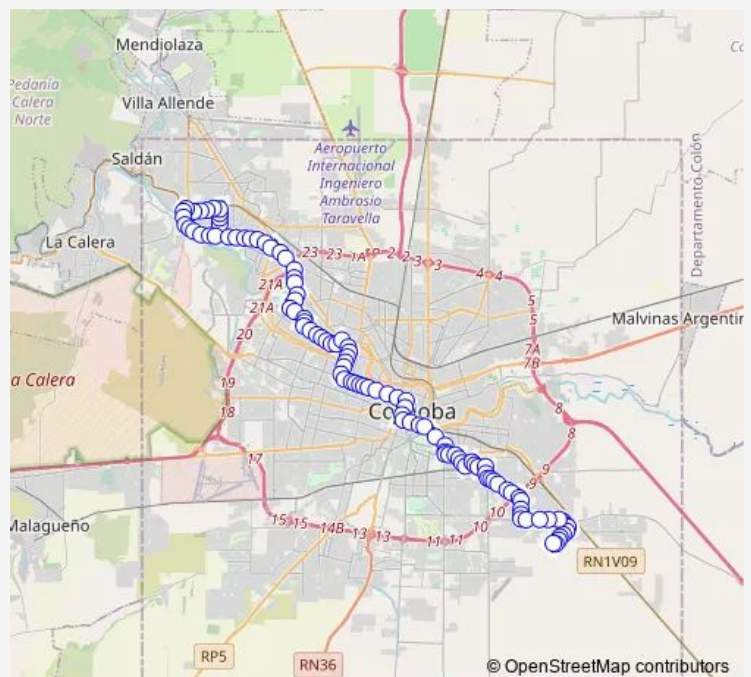 Mendiolaza
Pedanía
Calera
Norte
Villa Allende
Saldán
Aeropuerto
Internacional
Ingeniero
Ambrosio
Taravella
La Calera
Departamento Colón
23
23
1A
2
2
3
3
4
4
5
5
21A
21A
20
Malvinas Argentin
7A
7B
a Calera
19
18
8
8
17
9
9
10
10
Malagueño
15
15
14B
13
13
11
11
RN1V09
RP5
RN36
© OpenStreetMap contributors